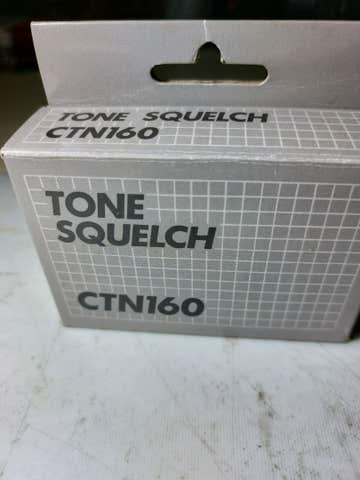 TONE SQUELCH
CTN160
TONE
SQUELCH
CTN160